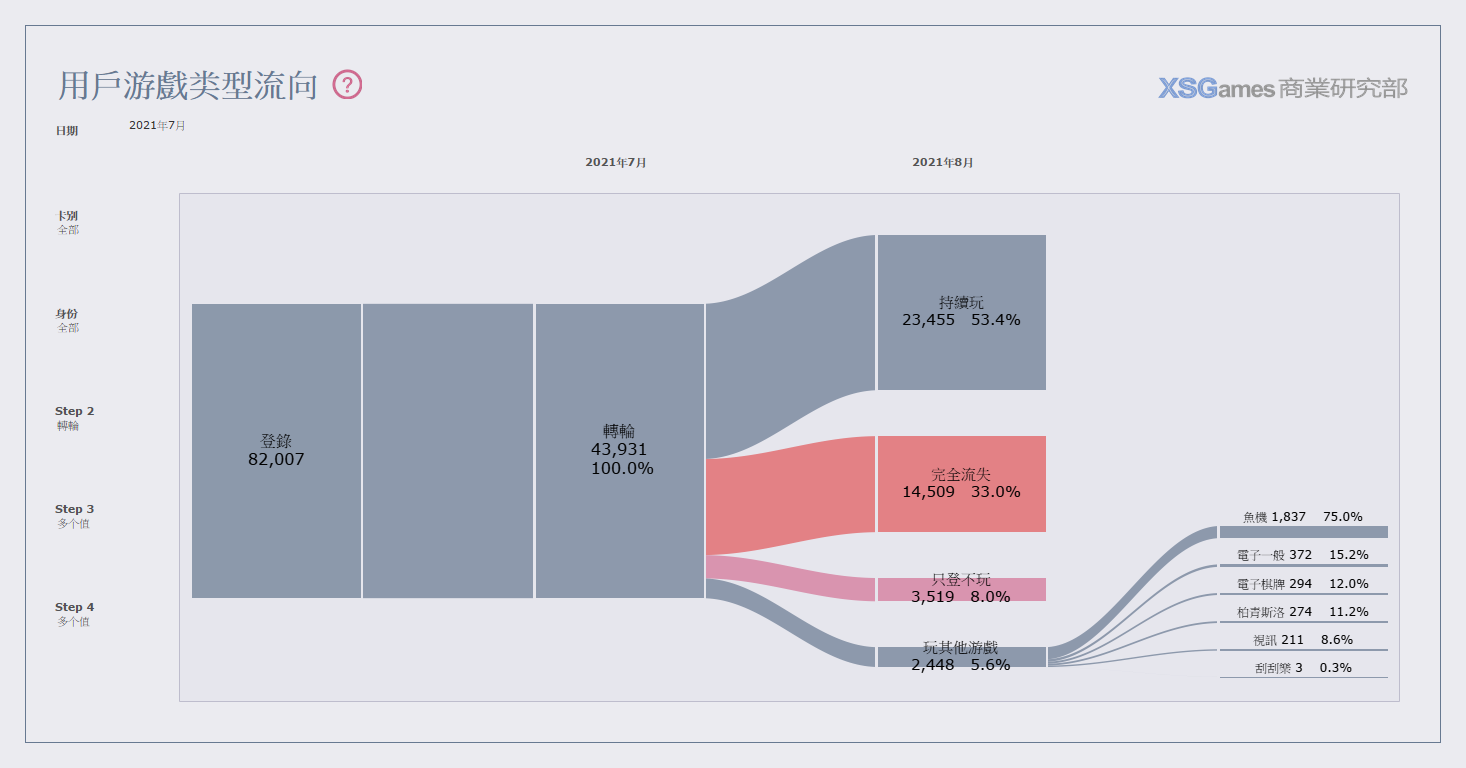 用戶游戲类型流向 ?
XSGames 商業研究部
日期
2021年7月
2021年7月
2021年8月
卡別
全部
身份
全部
Step 2
轉輪
Step 3
多个值
Step 4
多个值
登錄
82,007
轉輪
43,931
100.0%
持續玩
23,455 53.4%
完全流失
14,509 33.0%
只登不玩
3,519 8.0%
玩其他游戲
2,448 5.6%
魚機 1,837 75.0%
電子一般 372 15.2%
電子棋牌 294 12.0%
柏青斯洛 274 11.2%
視訊 211 8.6%
刮刮樂 3 0.3%